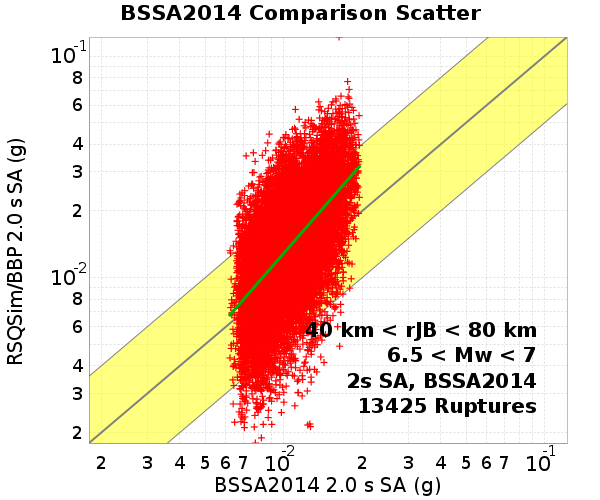 BSSA2014 Comparison Scatter
10-1
8
6
4
3
2
10-2
8
6
4
3
2
RSQSim/BBP 2.0 s SA (g)
40 km < rJB < 80 km
6.5 < Mw < 7
2s SA, BSSA2014
13425 Ruptures
2 3 4 5 6 7 10-2 2 3 4 5 6 7 10-1
BSSA2014 2.0 s SA (g)